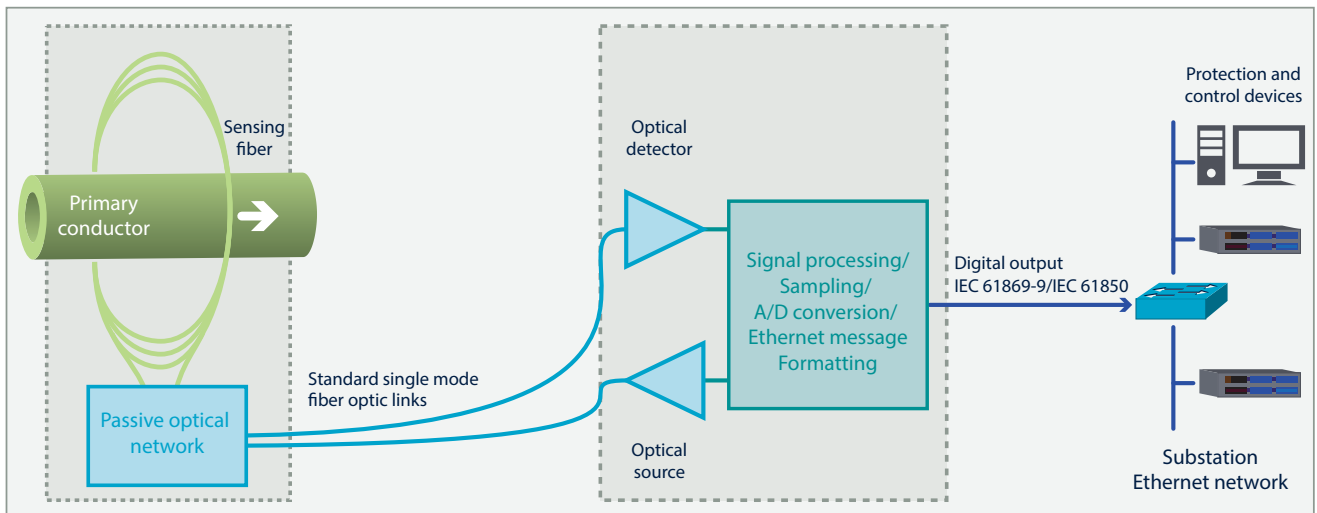 Sensing
fiber
Primary
conductor
Passive optical
network
Standard single mode
fiber optic links
Optical
detector
Optical
source
Signal processing/
Sampling/
A/D conversion/
Ethernet message
Formatting
Digital output
IEC 61869-9/IEC 61850
Protection and
control devices
Substation
Ethernet network